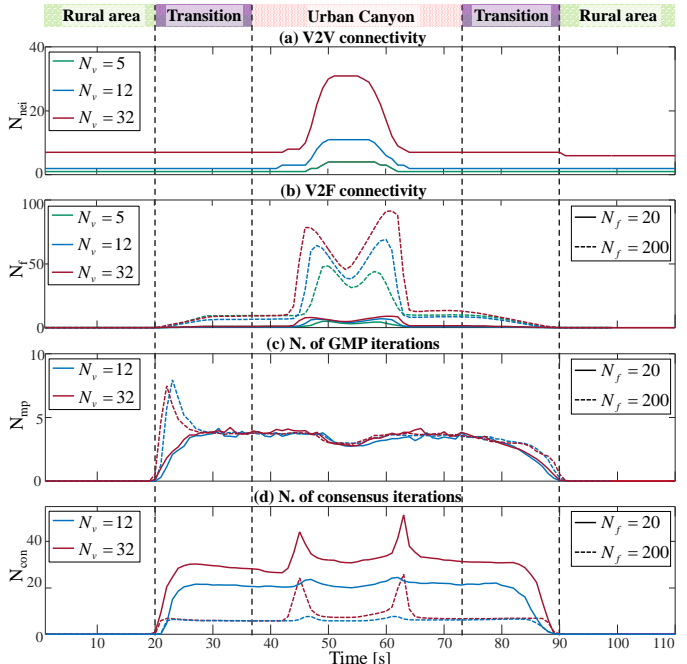 Rural area Transition Urban Canyon Transition Rural area
(a) V2V connectivity
40
20
0
N_nei
N_v = 5
N_v = 12
N_v = 32
(b) V2F connectivity
100
50
0
N_f
N_v = 5
N_v = 12
N_v = 32
N_f = 20
N_f = 200
(c) N. of GMP iterations
10
5
0
N_mp
N_v = 12
N_v = 32
N_f = 20
N_f = 200
(d) N. of consensus iterations
40
20
0
N_con
N_v = 12
N_v = 32
N_f = 20
N_f = 200
10 20 30 40 50 60 70 80 90 100 110
Time [s]